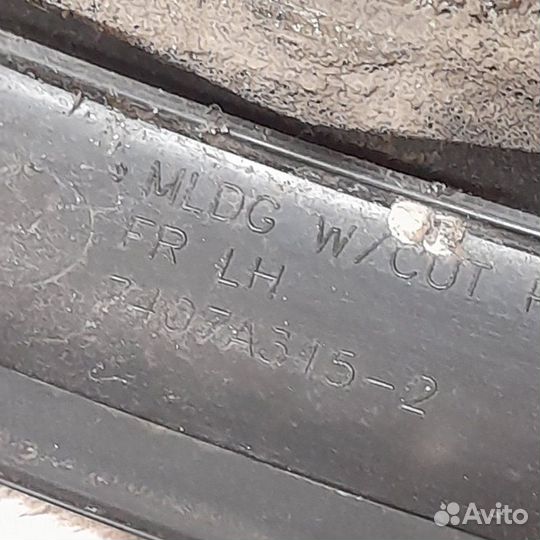 MLDG W/CUT
FR LH
7407A315-2
Avito